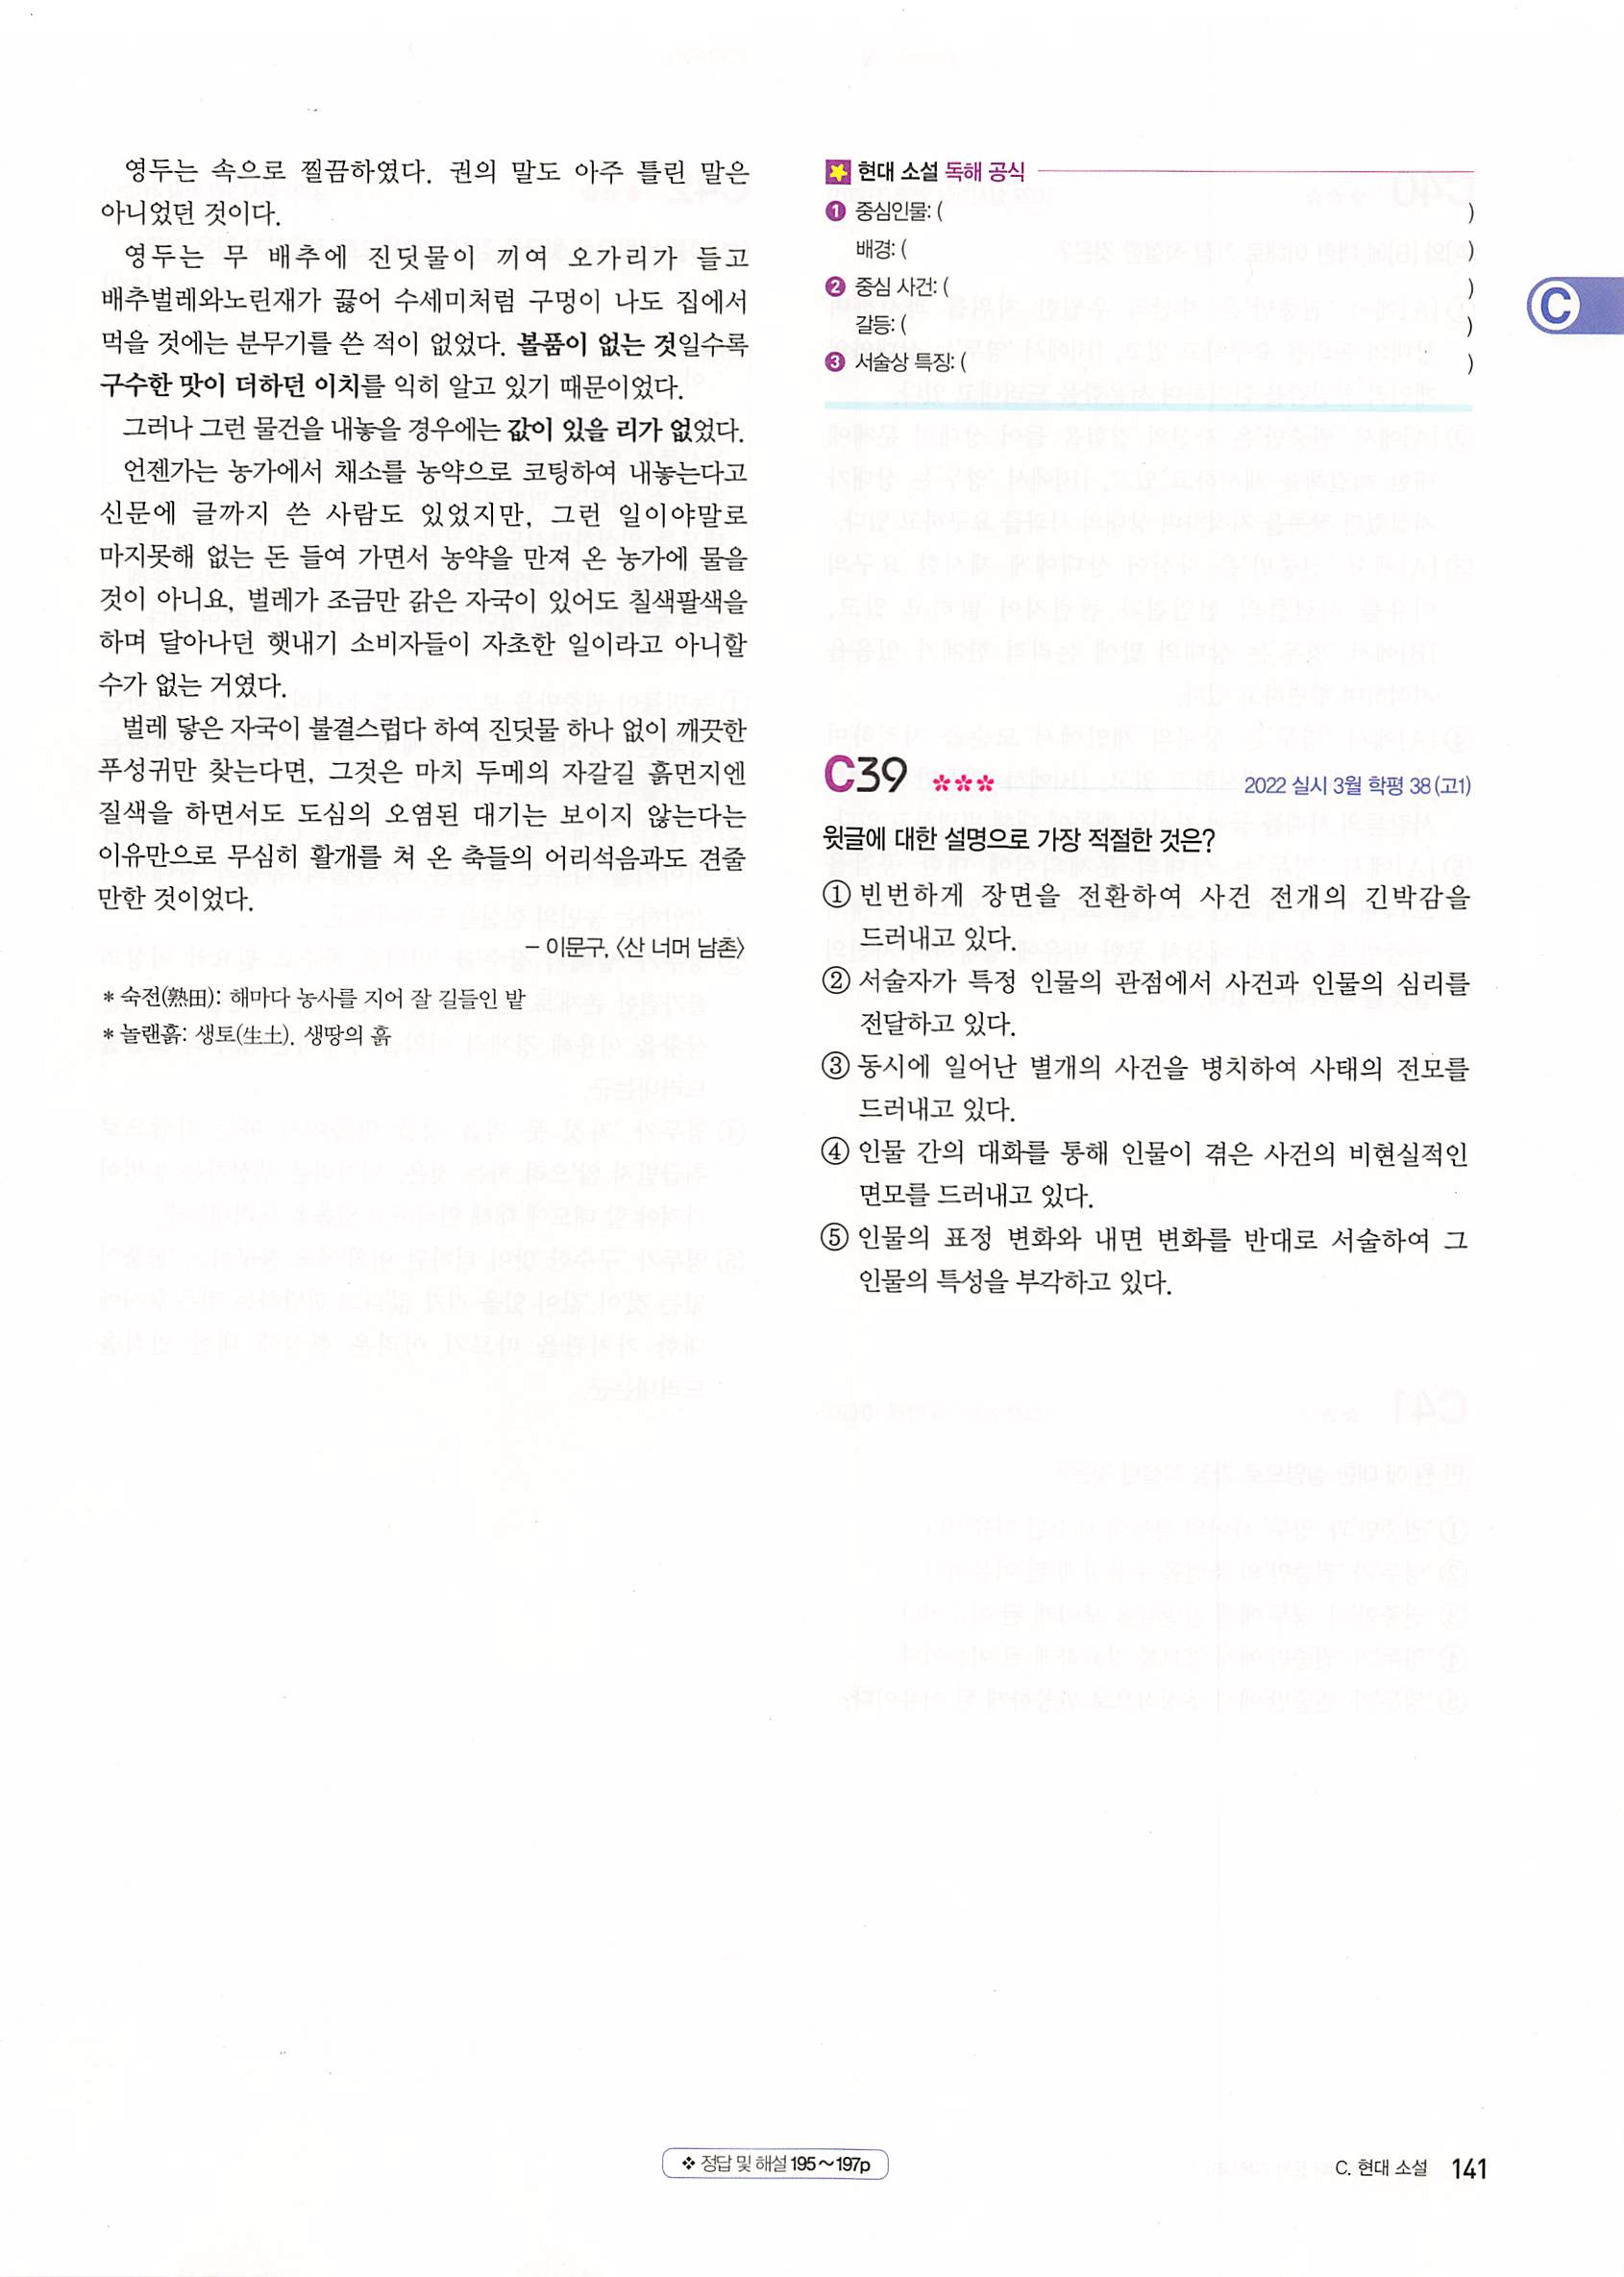 영두는 속으로 찔끔하였다. 권의 말도 아주 틀린 말은
아니었던 것이다.
영두는 무 배추에 진딧물이 끼여 오가리가 들고
배추벌레와노린재가 끓어 수세미처럼 구멍이 나도 집에서
먹을 것에는 분무기를 쓴 적이 없었다. 볼품이 없는 것일수록
구수한 맛이 더하던 이치를 익히 알고 있기 때문이었다.
그러나 그런 물건을 내놓을 경우에는 값이 있을 리가 없었다.
언젠가는 농가에서 채소를 농약으로 코팅하여 내놓는다고
신문에 글까지 쓴 사람도 있었지만, 그런 일이야말로
마지못해 없는 돈 들여 가면서 농약을 만져 온 농가에 물을
것이 아니요, 벌레가 조금만 갉은 자국이 있어도 칠색팔색을
하며 달아나던 햇내기 소비자들이 자초한 일이라고 아니할
수가 없는 거였다.
벌레 닿은 자국이 불결스럽다 하여 진딧물 하나 없이 깨끗한
푸성귀만 찾는다면, 그것은 마치 두메의 자갈길 흙먼지엔
질색을 하면서도 도심의 오염된 대기는 보이지 않는다는
이유만으로 무심히 활개를 쳐 온 축들의 어리석음과도 견줄
만한 것이었다.
- 이문구, 〈산 너머 남촌〉
* 숙전(熟田): 해마다 농사를 지어 잘 길들인 밭
* 놀랜흙: 생토(生土). 생땅의 흙
현대 소설 독해 공식
❶ 중심인물: ( )
배경: ( )
❷ 중심 사건: ( )
갈등: ( )
❸ 서술상 특징: ( )
C
C39 ✽✽✽ 2022 실시 3월 학평 38 (고1)
윗글에 대한 설명으로 가장 적절한 것은?
① 빈번하게 장면을 전환하여 사건 전개의 긴박감을
드러내고 있다.
② 서술자가 특정 인물의 관점에서 사건과 인물의 심리를
전달하고 있다.
③ 동시에 일어난 별개의 사건을 병치하여 사태의 전모를
드러내고 있다.
④ 인물 간의 대화를 통해 인물이 겪은 사건의 비현실적인
면모를 드러내고 있다.
⑤ 인물의 표정 변화와 내면 변화를 반대로 서술하여 그
인물의 특성을 부각하고 있다.
❖ 정답 및 해설 195~197p
C. 현대 소설 141